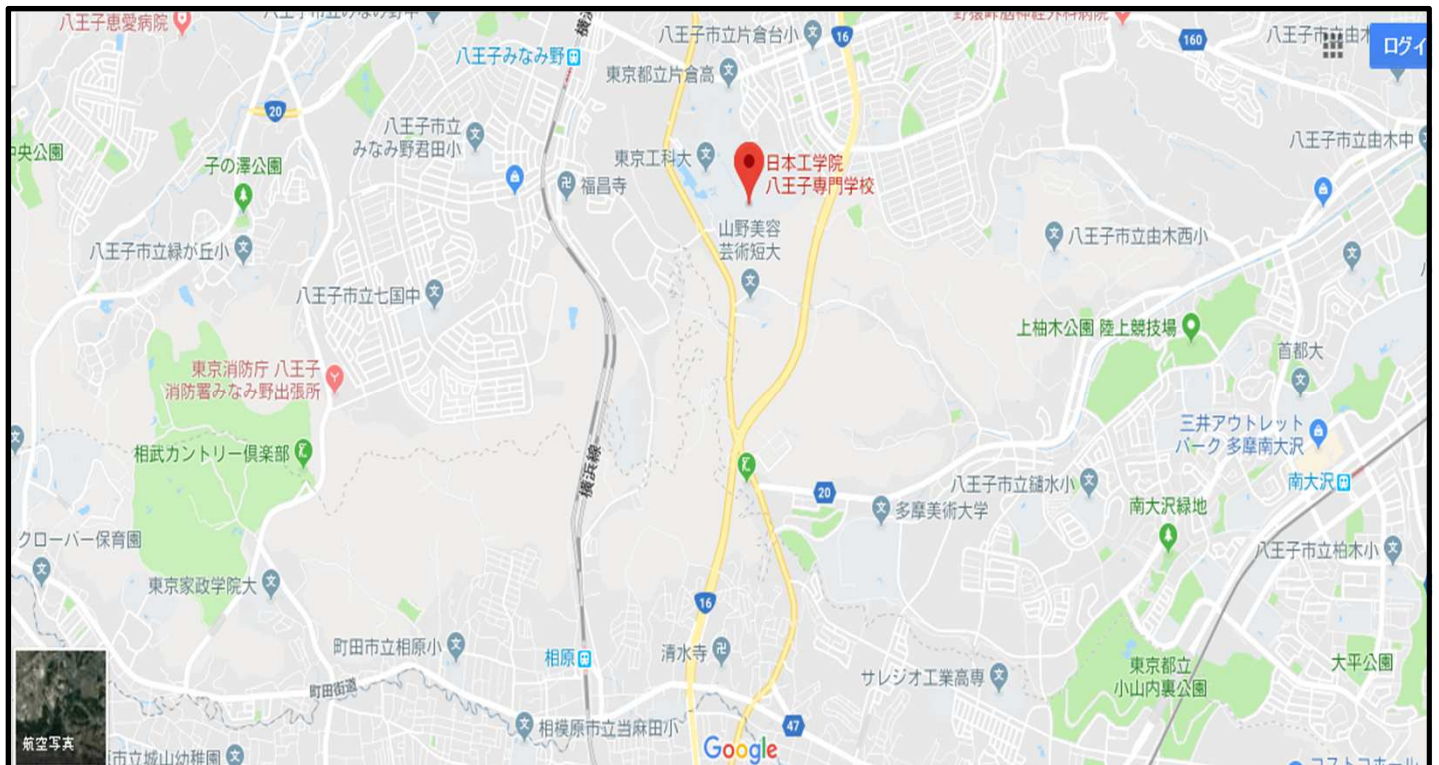 八王子恵愛病院
横浜
八王子市立片倉台小
16
160
八王子市立由木
ログイ
八王子みなみ野
東京都立片倉高
20
八王子市立
みなみ野君田小
中央公園
子の澤公園
東京工科大
日本工学院
八王子専門学校
八王子市立由木中
福昌寺
山野美容
芸術短大
八王子市立由木西小
八王子市立緑が丘小
八王子市立七国中
上柚木公園 陸上競技場
首都大
東京消防庁 八王子
消防署みなみ野出張所
三井アウトレット
パーク 多摩南大沢
相武カントリー倶楽部
横浜線
南大沢
20
八王子市立鑓水小
多摩美術大学
南大沢緑地
クローバー保育園
八王子市立柏木小
東京家政学院大
16
町田市立相原小
相原
清水寺
サレジオ工業高専
東京都立
小山内裏公園
大平公園
町田街道
相模原市立当麻田小
47
航空写真
Google
市立城山幼稚園